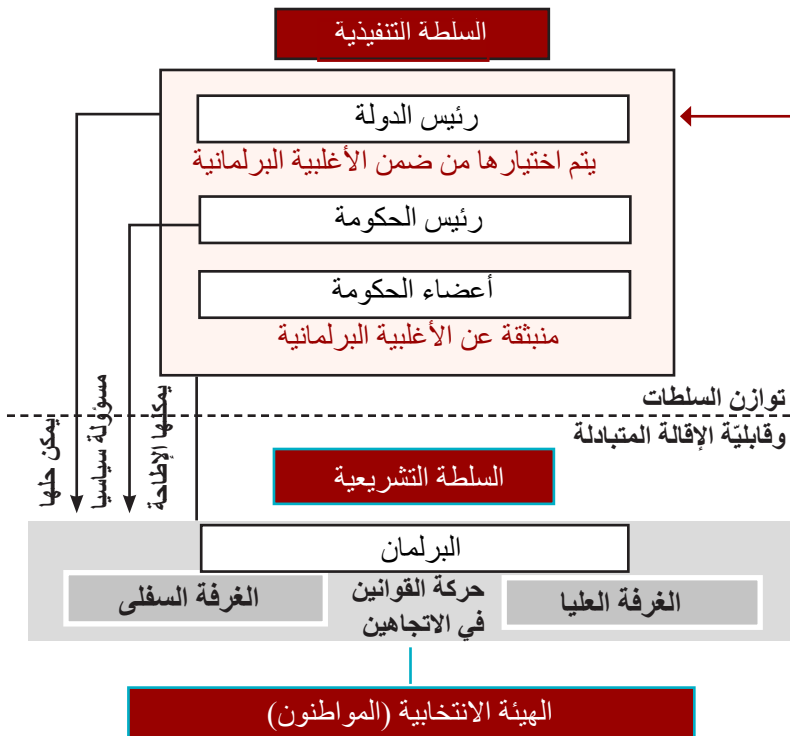 السلطة التنفيذية
رئيس الدولة
يتم اختيارها من ضمن الأغلبية البرلمانية
رئيس الحكومة
أعضاء الحكومة
منبثقة عن الأغلبية البرلمانية
يمكن حلها
مسؤولة سياسيا
يمكنها الإطاحة
توازن السلطات
وقابليّة الإقالة المتبادلة
السلطة التشريعية
البرلمان
الغرفة العليا
حركة القوانين
في الاتجاهين
الغرفة السفلى
الهيئة الانتخابية (المواطنون)